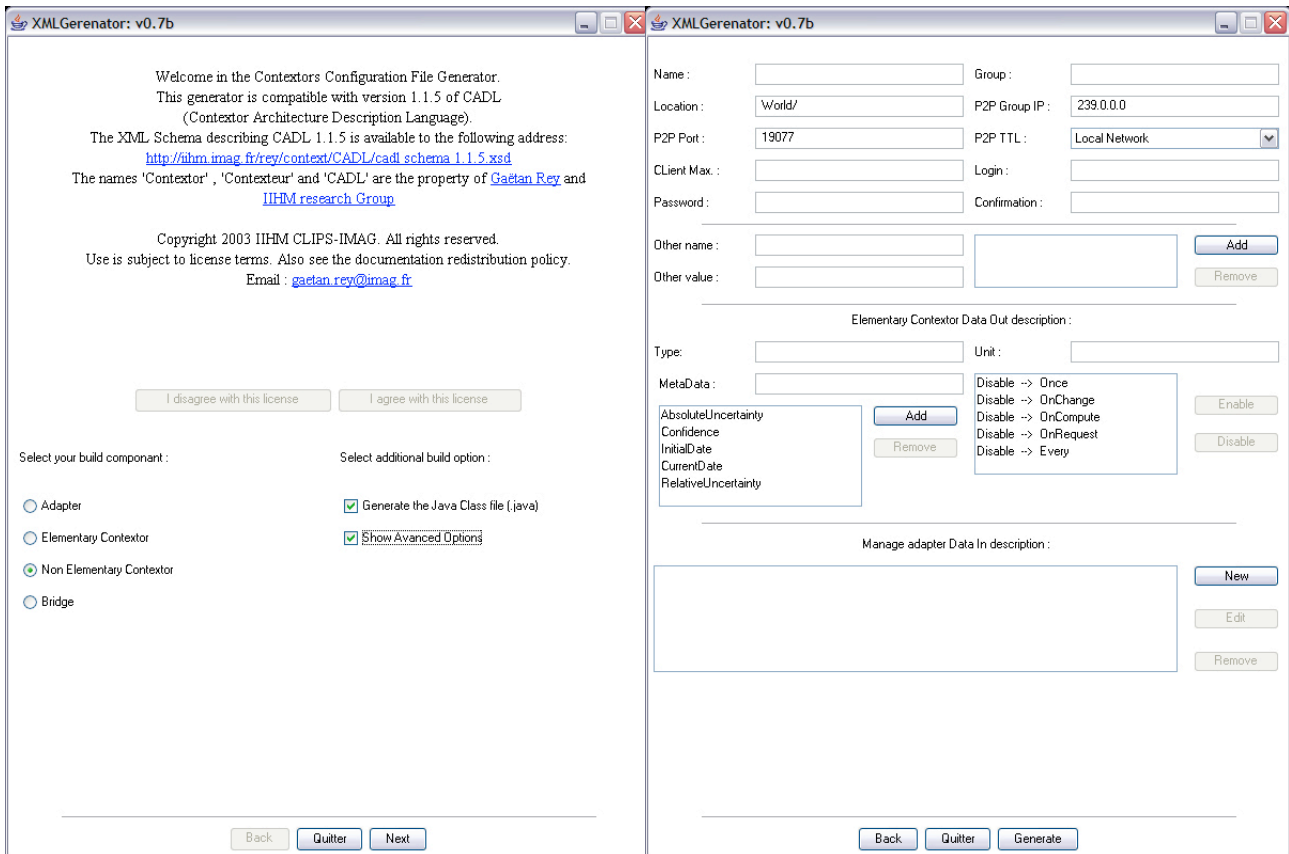 XMLGerenator: v0.7b
Welcome in the Contextors Configuration File Generator.
This generator is compatible with version 1.1.5 of CADL
(Contextor Architecture Description Language).
The XML Schema describing CADL 1.1.5 is available to the following address:
http://iihm.imag.fr/rey/context/CADL/cadl schema 1.1.5.xsd
The names 'Contextor' , 'Contexteur' and 'CADL' are the property of Gaëtan Rey and
IIHM research Group
Copyright 2003 IIHM CLIPS-IMAG. All rights reserved.
Use is subject to license terms. Also see the documentation redistribution policy.
Email : gaetan.rey@imag.fr
I disagree with this license I agree with this license
Select your build componant : Select additional build option :
Adapter Generate the Java Class file (.java)
Elementary Contextor Show Avanced Options
Non Elementary Contextor
Bridge
Back Quitter Next
XMLGerenator: v0.7b
Name : Group :
Location : World/ P2P Group IP : 239.0.0.0
P2P Port : 19077 P2P TTL : Local Network
CLient Max. : Login :
Password : Confirmation :
Other name : Add
Other value : Remove
Elementary Contextor Data Out description :
Type: Unit :
MetaData : Disable --> Once
Disable --> OnChange
Disable --> OnCompute
Disable --> OnRequest
Disable --> Every
Enable
Disable
AbsoluteUncertainty Add
Confidence
InitialDate Remove
CurrentDate
RelativeUncertainty
Manage adapter Data In description :
New
Edit
Remove
Back Quitter Generate